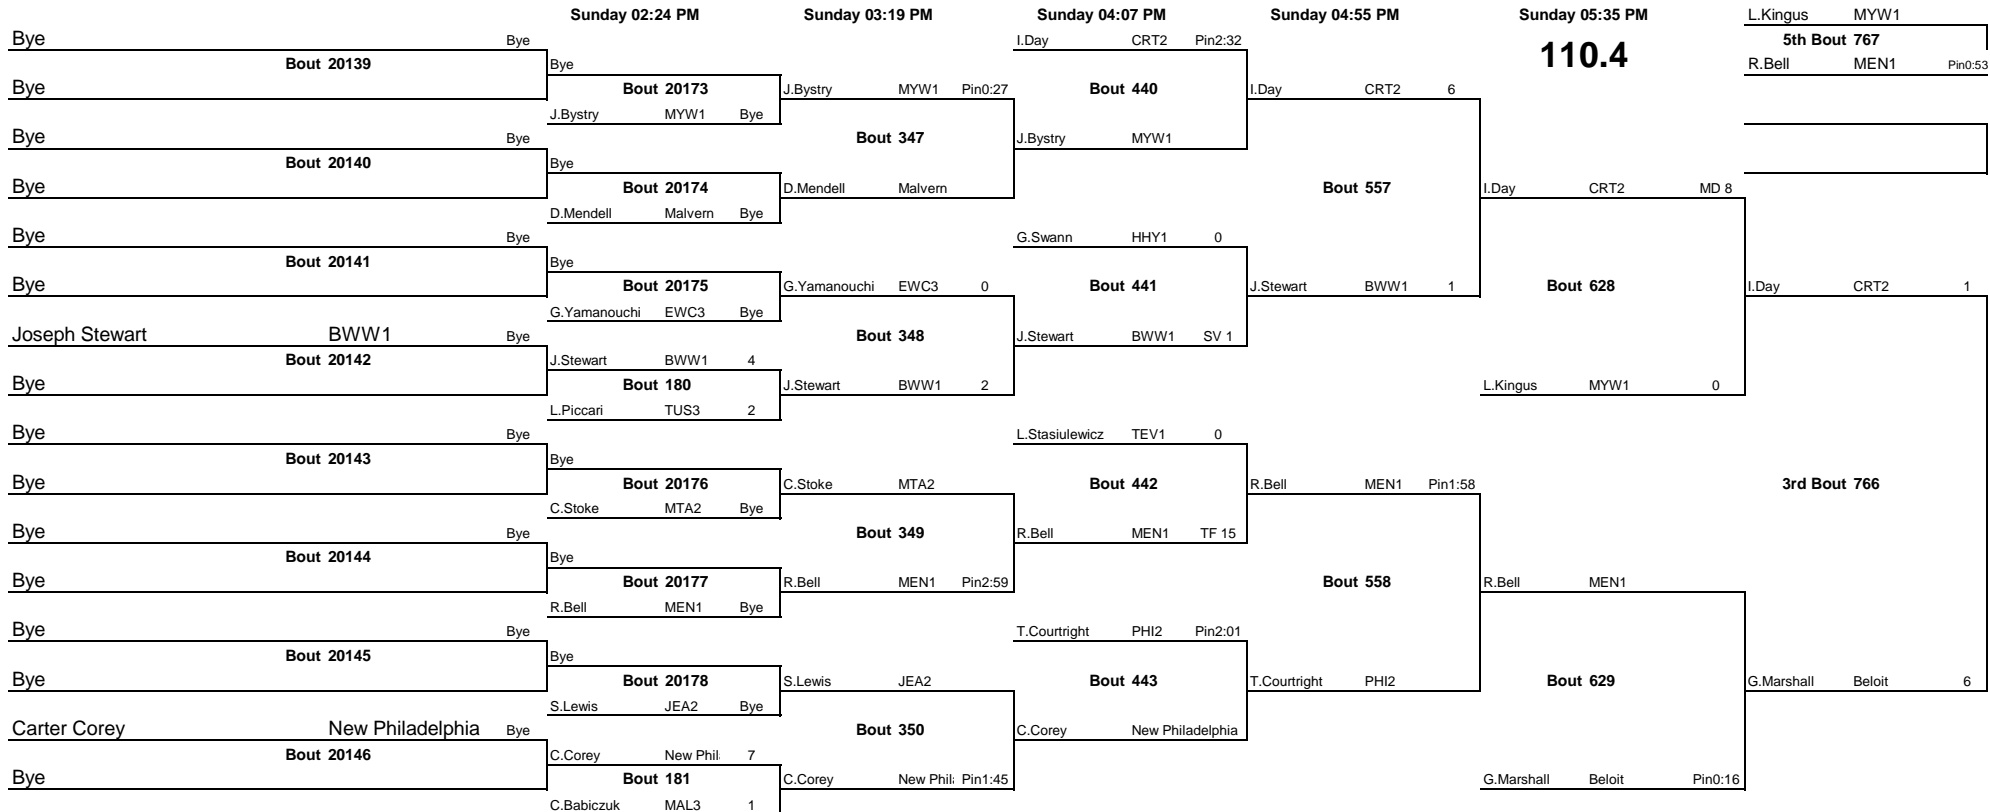 Sunday 02:24 PM Sunday 03:19 PM Sunday 04:07 PM Sunday 04:55 PM Sunday 05:35 PM L.Kingus MYW1
Bye Bye I.Day CRT2 Pin2:32 110.4 5th Bout 767
Bout 20139 Bye R.Bell MEN1 Pin0:53
Bye Bout 20173 J.Bystry MYW1 Pin0:27 Bout 440 I.Day CRT2 6
J.Bystry MYW1 Bye
Bye Bye Bout 347 J.Bystry MYW1
Bout 20140 Bye
Bye Bout 20174 D.Mendell Malvern Bout 557 I.Day CRT2 MD 8
D.Mendell Malvern Bye
Bye Bye G.Swann HHY1 0
Bout 20141 Bye
Bye Bout 20175 G.Yamanouchi EWC3 0 Bout 441 J.Stewart BWW1 1 Bout 628 I.Day CRT2 1
G.Yamanouchi EWC3 Bye
Joseph Stewart BWW1 Bye Bout 348 J.Stewart BWW1 SV 1
Bout 20142 J.Stewart BWW1 4
Bye Bout 180 J.Stewart BWW1 2 L.Kingus MYW1 0
L.Piccari TUS3 2
Bye Bye L.Stasiulewicz TEV1 0
Bout 20143 Bye
Bye Bout 20176 C.Stoke MTA2 Bout 442 R.Bell MEN1 Pin1:58 3rd Bout 766
C.Stoke MTA2 Bye
Bye Bye Bout 349 R.Bell MEN1 TF 15
Bout 20144 Bye
Bye Bout 20177 R.Bell MEN1 Pin2:59 Bout 558 R.Bell MEN1
R.Bell MEN1 Bye
Bye Bye T.Courtright PHI2 Pin2:01
Bout 20145 Bye
Bye Bout 20178 S.Lewis JEA2 Bout 443 T.Courtright PHI2 Bout 629 G.Marshall Beloit 6
S.Lewis JEA2 Bye
Carter Corey New Philadelphia Bye Bout 350 C.Corey New Philadelphia
Bout 20146 C.Corey New Phil 7
Bye Bout 181 C.Corey New Phil Pin1:45 G.Marshall Beloit Pin0:16
C.Babiczuk MAL3 1